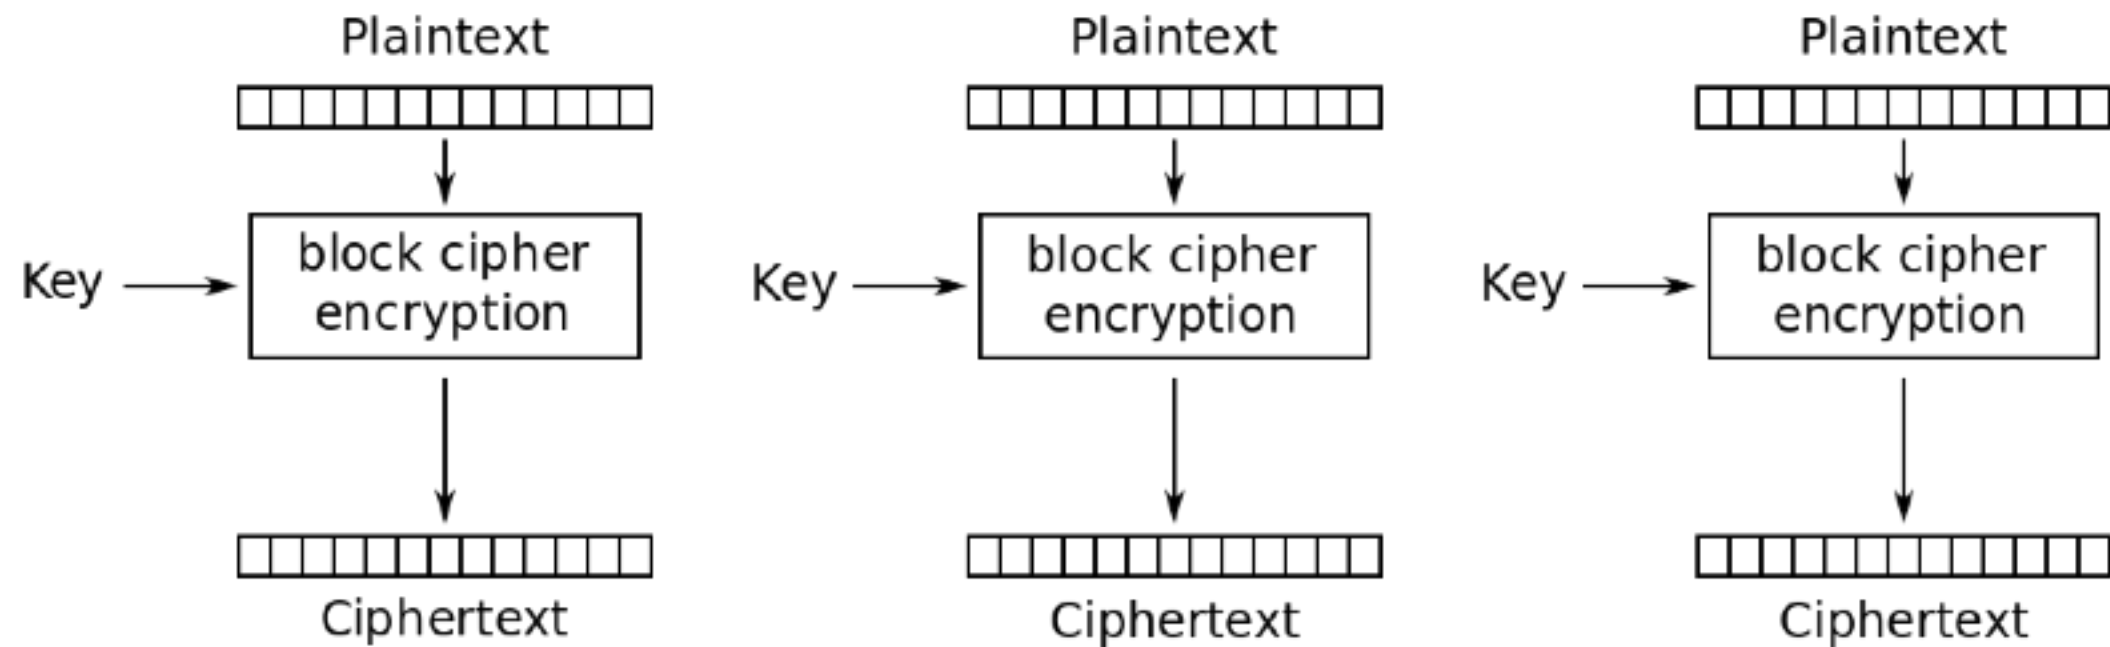 Plaintext
Plaintext
Plaintext
Key
block cipher
encryption
Key
block cipher
encryption
Key
block cipher
encryption
Ciphertext
Ciphertext
Ciphertext